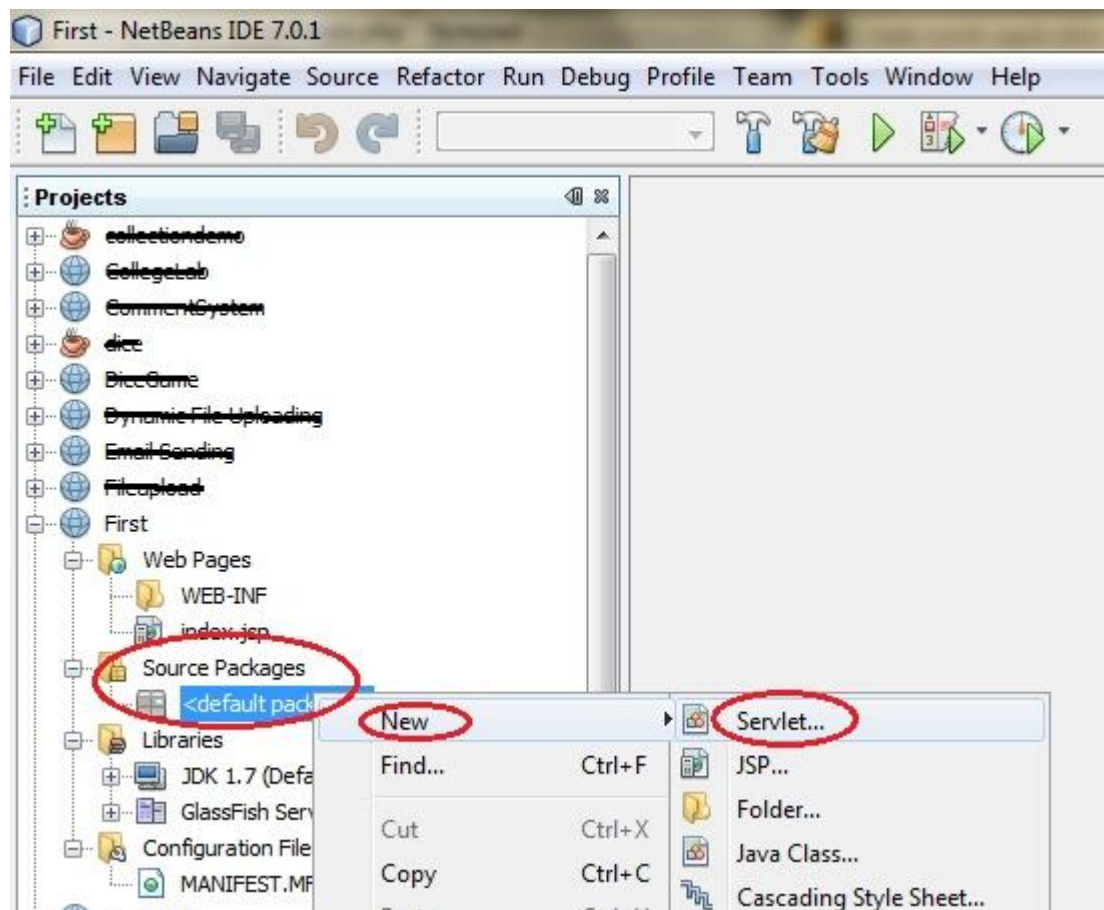 First - NetBeans IDE 7.0.1
File Edit View Navigate Source Refactor Run Debug Profile Team Tools Window Help
Projects
collectiondemo
CollegeLab
CommentSystem
dice
DiceGame
Dynamic File Uploading
Email Sending
Fileupload
First
Web Pages
WEB-INF
index.jsp
Source Packages
<default pack
New
Servlet...
Libraries
JDK 1.7 (Defa
Find... Ctrl+F
JSP...
GlassFish Serv
Folder...
Configuration File
Cut Ctrl+X
Java Class...
MANIFEST.MF
Copy Ctrl+C
Cascading Style Sheet...